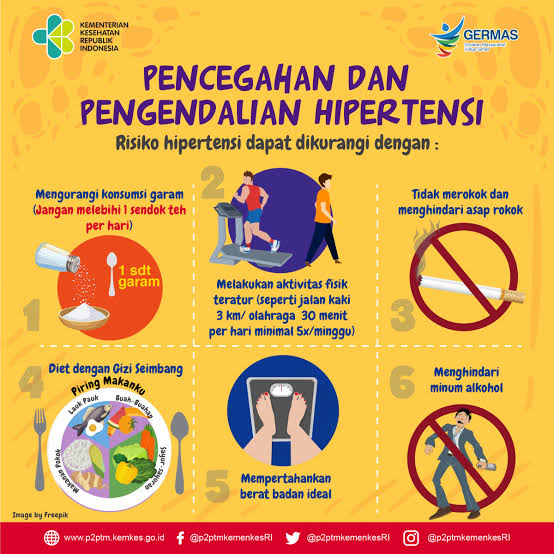 KEMENTERIAN
KESEHATAN
REPUBLIK
INDONESIA
GERMAS
Gerakan Masyarakat
Hidup Sehat
PENCEGAHAN DAN
PENGENDALIAN HIPERTENSI
Risiko hipertensi dapat dikurangi dengan :
1
Mengurangi konsumsi garam
(Jangan melebihi 1 sendok teh
per hari)
1 sdt
garam
2
Melakukan aktivitas fisik
teratur (seperti jalan kaki
3 km/ olahraga 30 menit
per hari minimal 5x/minggu)
3
Tidak merokok dan
menghindari asap rokok
4
Diet dengan Gizi Seimbang
Piring Makanku
Lauk Pauk
Buah-Buahan
Makanan Pokok
Sayur-sayuran
5
Mempertahankan
berat badan ideal
6
Menghindari
minum alkohol
Image by Freepik
www.p2ptm.kemkes.go.id
@p2ptmkemenkesRI
@p2ptmkemenkesRI
@p2ptmkemenkesRI